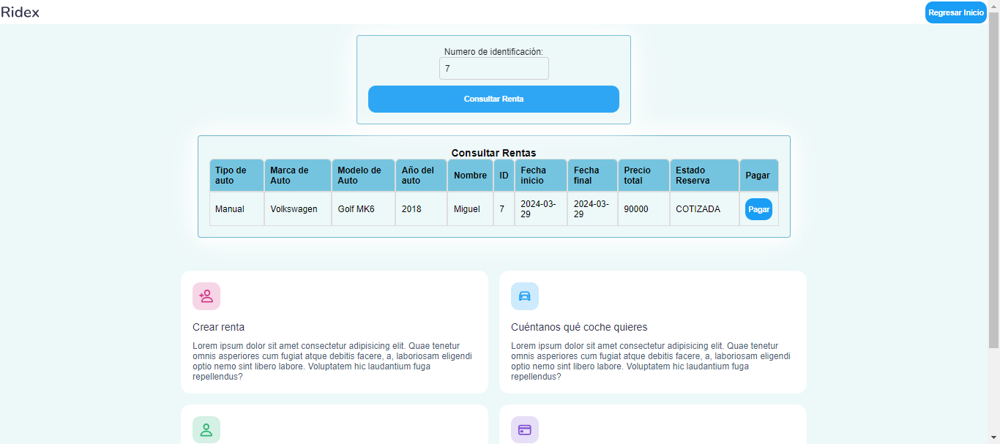 Ridex
Regresar Inicio
Numero de identificación:
7
Consultar Renta
Consultar Rentas
Tipo de auto Marca de Auto Modelo de Auto Año del auto Nombre ID Fecha inicio Fecha final Precio total Estado Reserva Pagar
Manual Volkswagen Golf MK6 2018 Miguel 7 2024-03-29 2024-03-29 90000 COTIZADA Pagar
Crear renta
Lorem ipsum dolor sit amet consectetur adipisicing elit. Quae tenetur
omnis asperiores cum fugiat atque debitis facere, a, laboriosam eligendi
optio nemo sint libero labore. Voluptatem hic laudantium fuga
repellendus?
Cuéntanos qué coche quieres
Lorem ipsum dolor sit amet consectetur adipisicing elit. Quae tenetur
omnis asperiores cum fugiat atque debitis facere, a, laboriosam eligendi
optio nemo sint libero labore. Voluptatem hic laudantium fuga
repellendus?